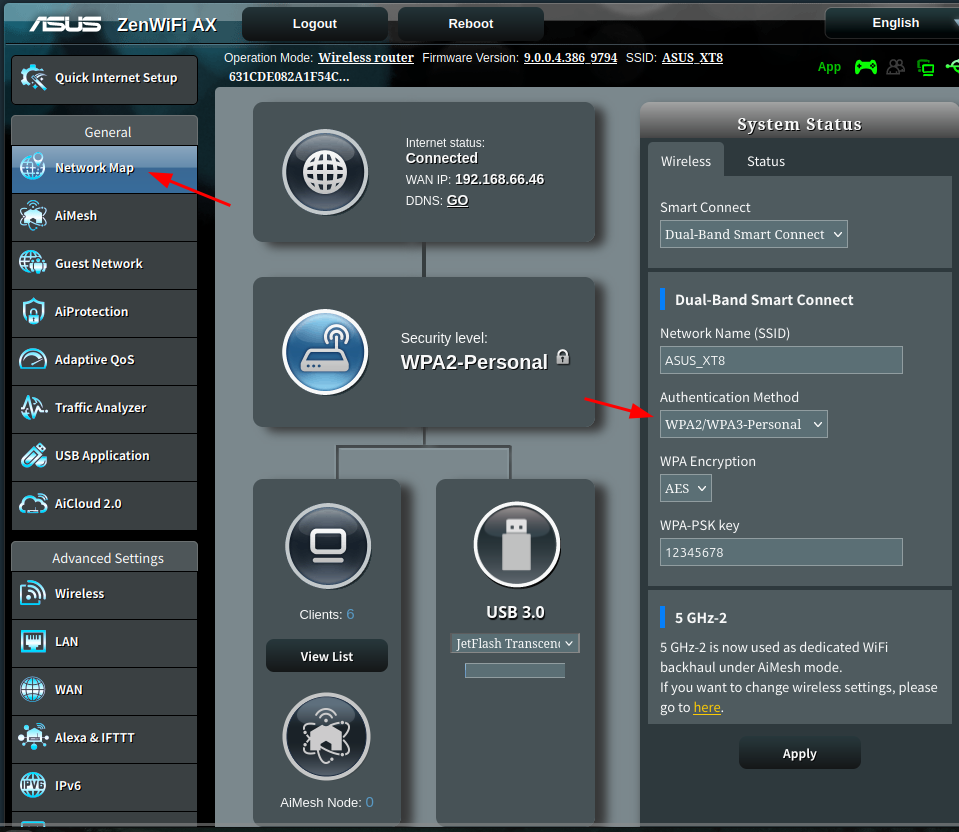 ASUS ZenWiFi AX
Logout
Reboot
English
Operation Mode: Wireless router Firmware Version: 9.0.0.4.386_9794 SSID: ASUS_XT8
631CDE082A1F54C...
App
Quick Internet Setup
General
Network Map
AiMesh
Guest Network
AiProtection
Adaptive QoS
Traffic Analyzer
USB Application
AiCloud 2.0
Advanced Settings
Wireless
LAN
WAN
Alexa & IFTTT
IPv6
IPV6
Internet status:
Connected
WAN IP: 192.168.66.46
DDNS: GO
Security level:
WPA2-Personal
Clients: 6
View List
AiMesh Node: 0
USB 3.0
JetFlash Transcend
System Status
Wireless
Status
Smart Connect
Dual-Band Smart Connect
Dual-Band Smart Connect
Network Name (SSID)
ASUS_XT8
Authentication Method
WPA2/WPA3-Personal
WPA Encryption
AES
WPA-PSK key
12345678
5 GHz-2
5 GHz-2 is now used as dedicated WiFi
backhaul under AiMesh mode.
If you want to change wireless settings, please
go to here.
Apply